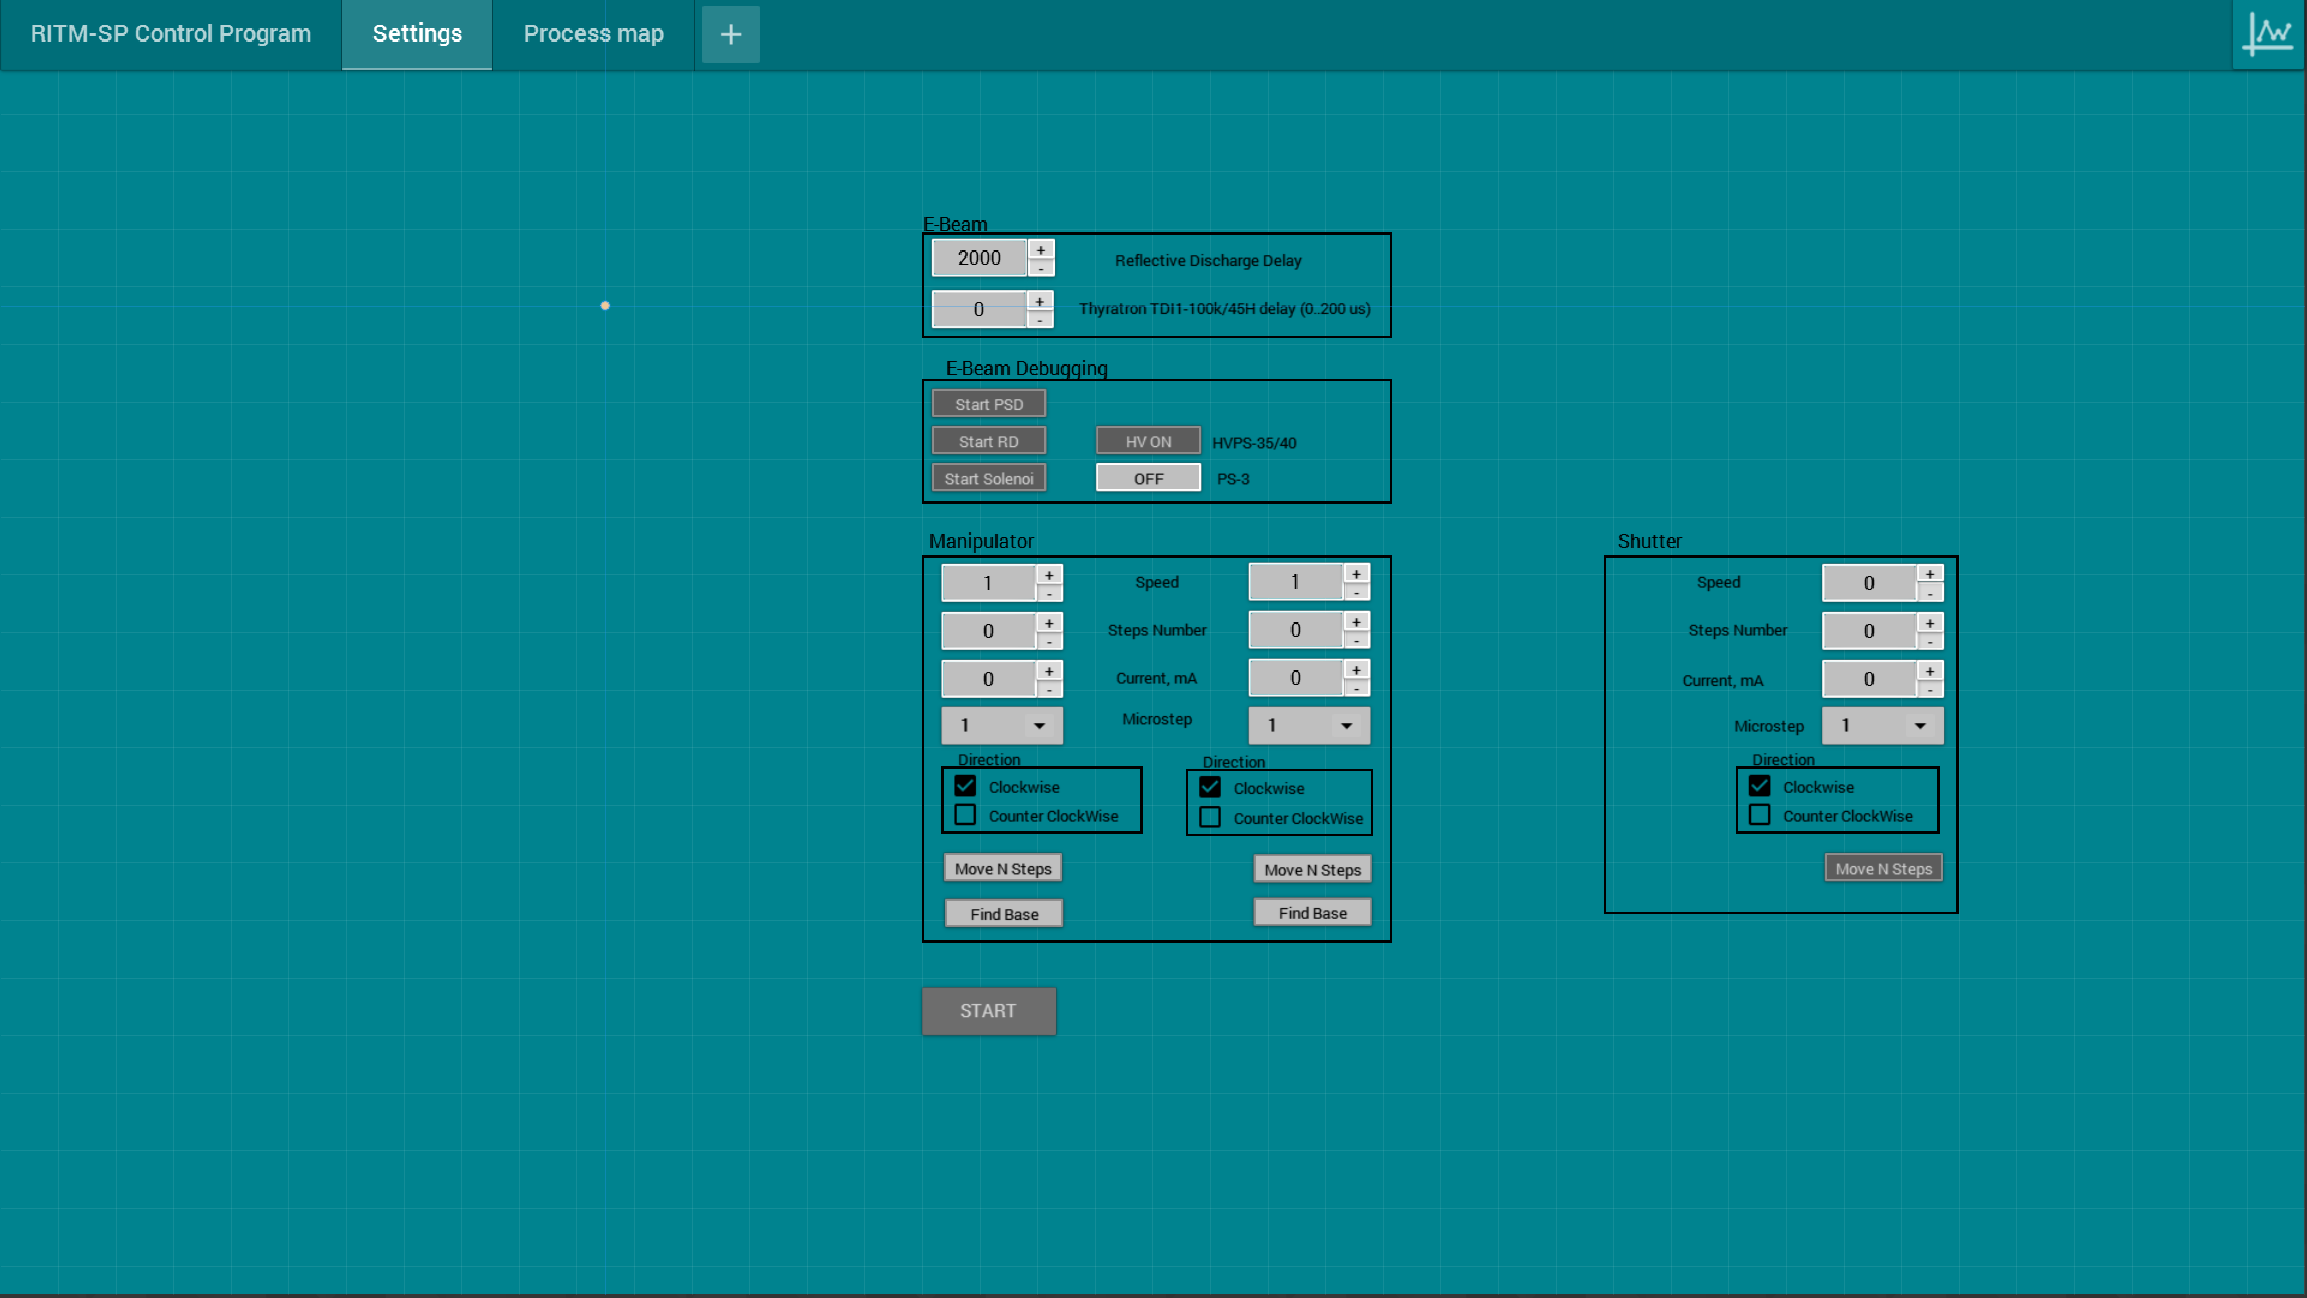 RITM-SP Control Program Settings Process map +
E-Beam
2000 + - Reflective Discharge Delay
0 + - Thyratron TDI1-100k/45H delay (0..200 us)
E-Beam Debugging
Start PSD
Start RD HV ON HVPS-35/40
Start Solenoi OFF PS-3
Manipulator
1 + - Speed 1 + -
0 + - Steps Number 0 + -
0 + - Current, mA 0 + -
1 Microstep 1
Direction Direction
Clockwise Clockwise
Counter ClockWise Counter ClockWise
Move N Steps Move N Steps
Find Base Find Base
Shutter
Speed 0 + -
Steps Number 0 + -
Current, mA 0 + -
Microstep 1
Direction
Clockwise
Counter ClockWise
Move N Steps
START